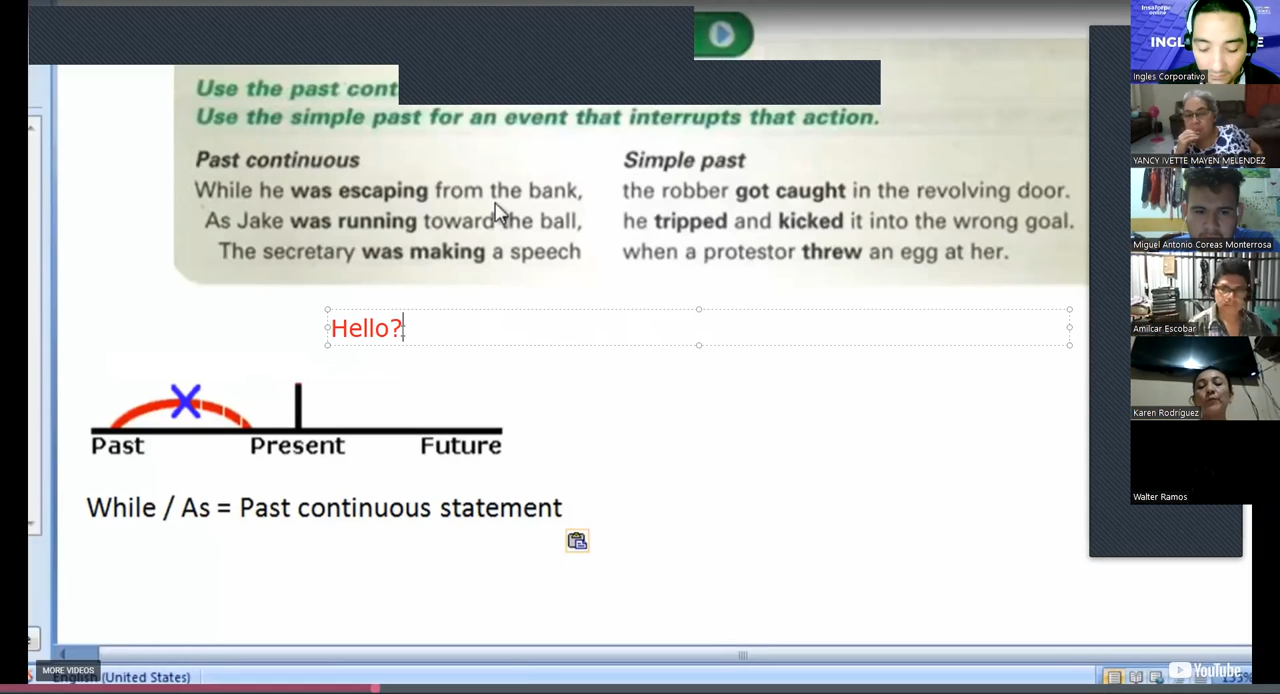 Use the past cont
Use the simple past for an event that interrupts that action.
Past continuous
Simple past
While he was escaping from the bank,
the robber got caught in the revolving door.
As Jake was running toward the ball,
he tripped and kicked it into the wrong goal.
The secretary was making a speech
when a protestor threw an egg at her.
Hello?
Past Present Future
While / As = Past continuous statement
MORE VIDEOS
English (United States)
YouTube
Insaforp
online
INGL E
Ingles Corporativo
YANCY IVETTE MAYEN MELENDEZ
Miguel Antonio Coreas Monterrosa
Amilcar Escobar
Karen Rodríguez
Walter Ramos